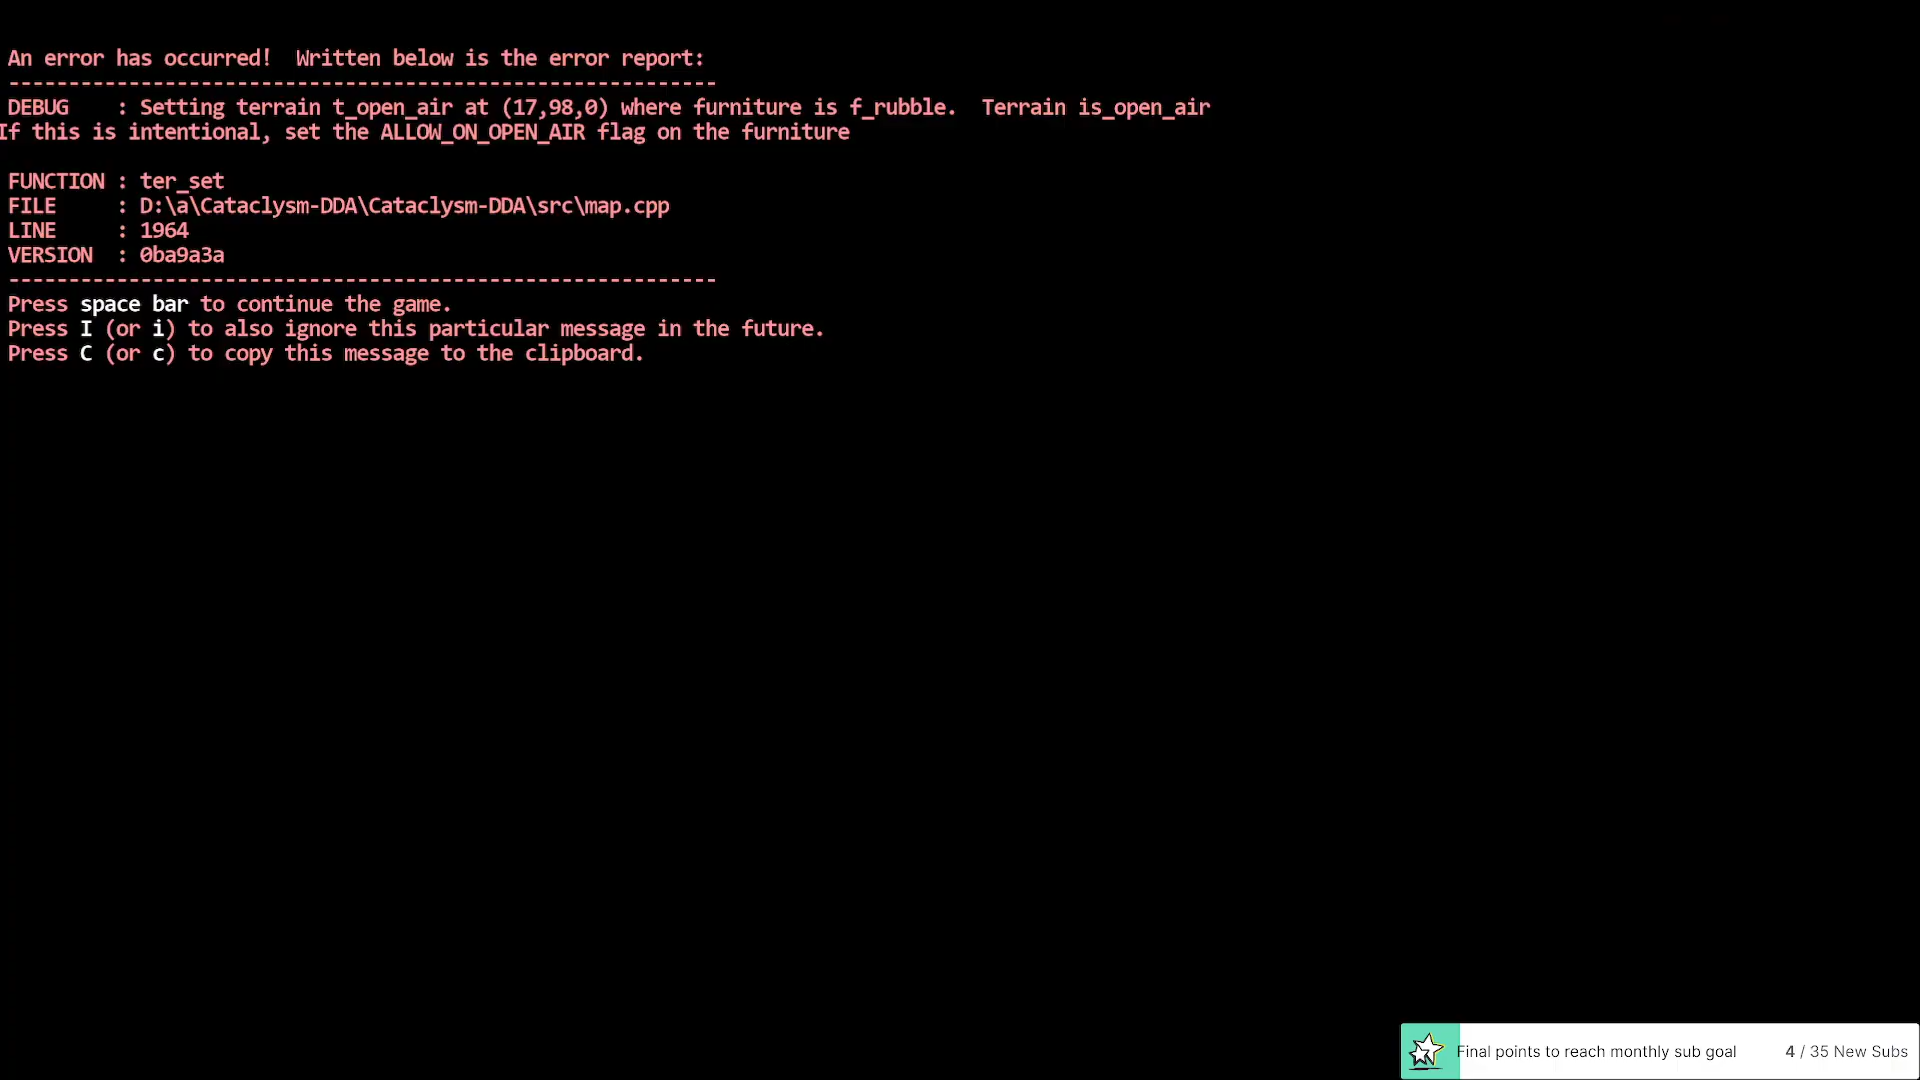 An error has occurred!  Written below is the error report:
-----------------------------------------------------------
DEBUG    : Setting terrain t_open_air at (17,98,0) where furniture is f_rubble.  Terrain is_open_air
If this is intentional, set the ALLOW_ON_OPEN_AIR flag on the furniture
FUNCTION : ter_set
FILE     : D:\a\Cataclysm-DDA\Cataclysm-DDA\src\map.cpp
LINE     : 1964
VERSION  : 0ba9a3a
-----------------------------------------------------------
Press space bar to continue the game.
Press I (or i) to also ignore this particular message in the future.
Press C (or c) to copy this message to the clipboard.
Final points to reach monthly sub goal 4 / 35 New Subs